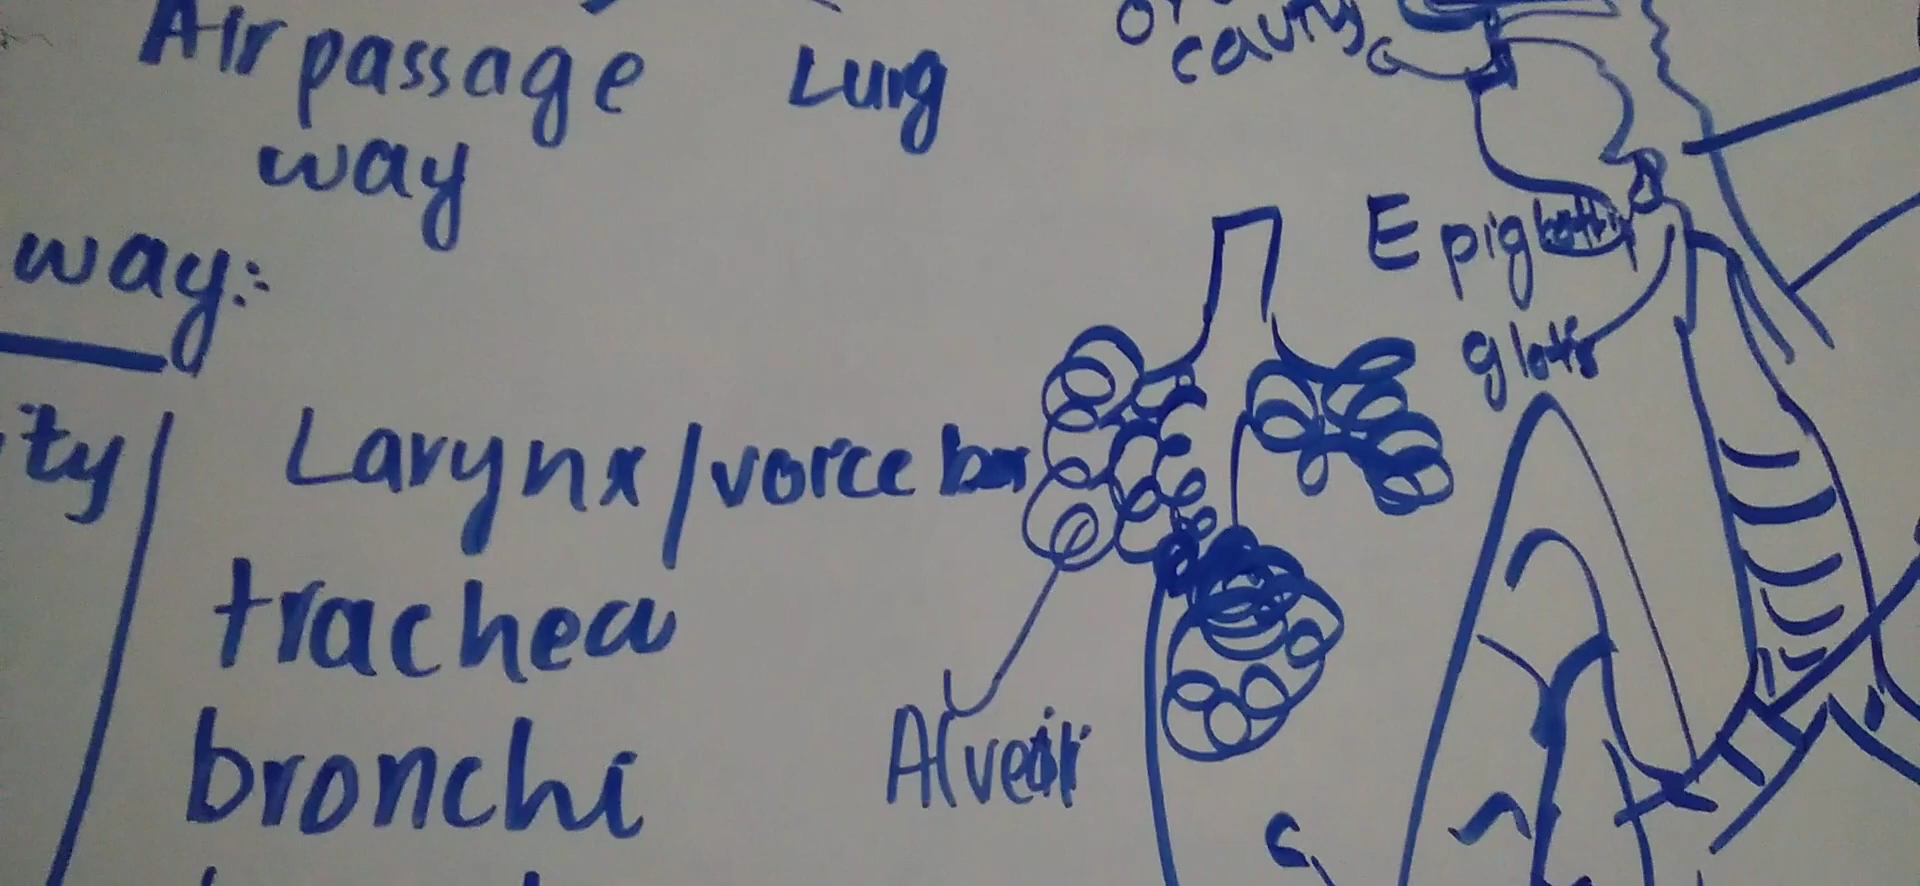 Air passage
way
Lung
cavity
way:-
Epiglottis
glottis
ty
Larynx/voice box
trachea
bronchi
Alveoli